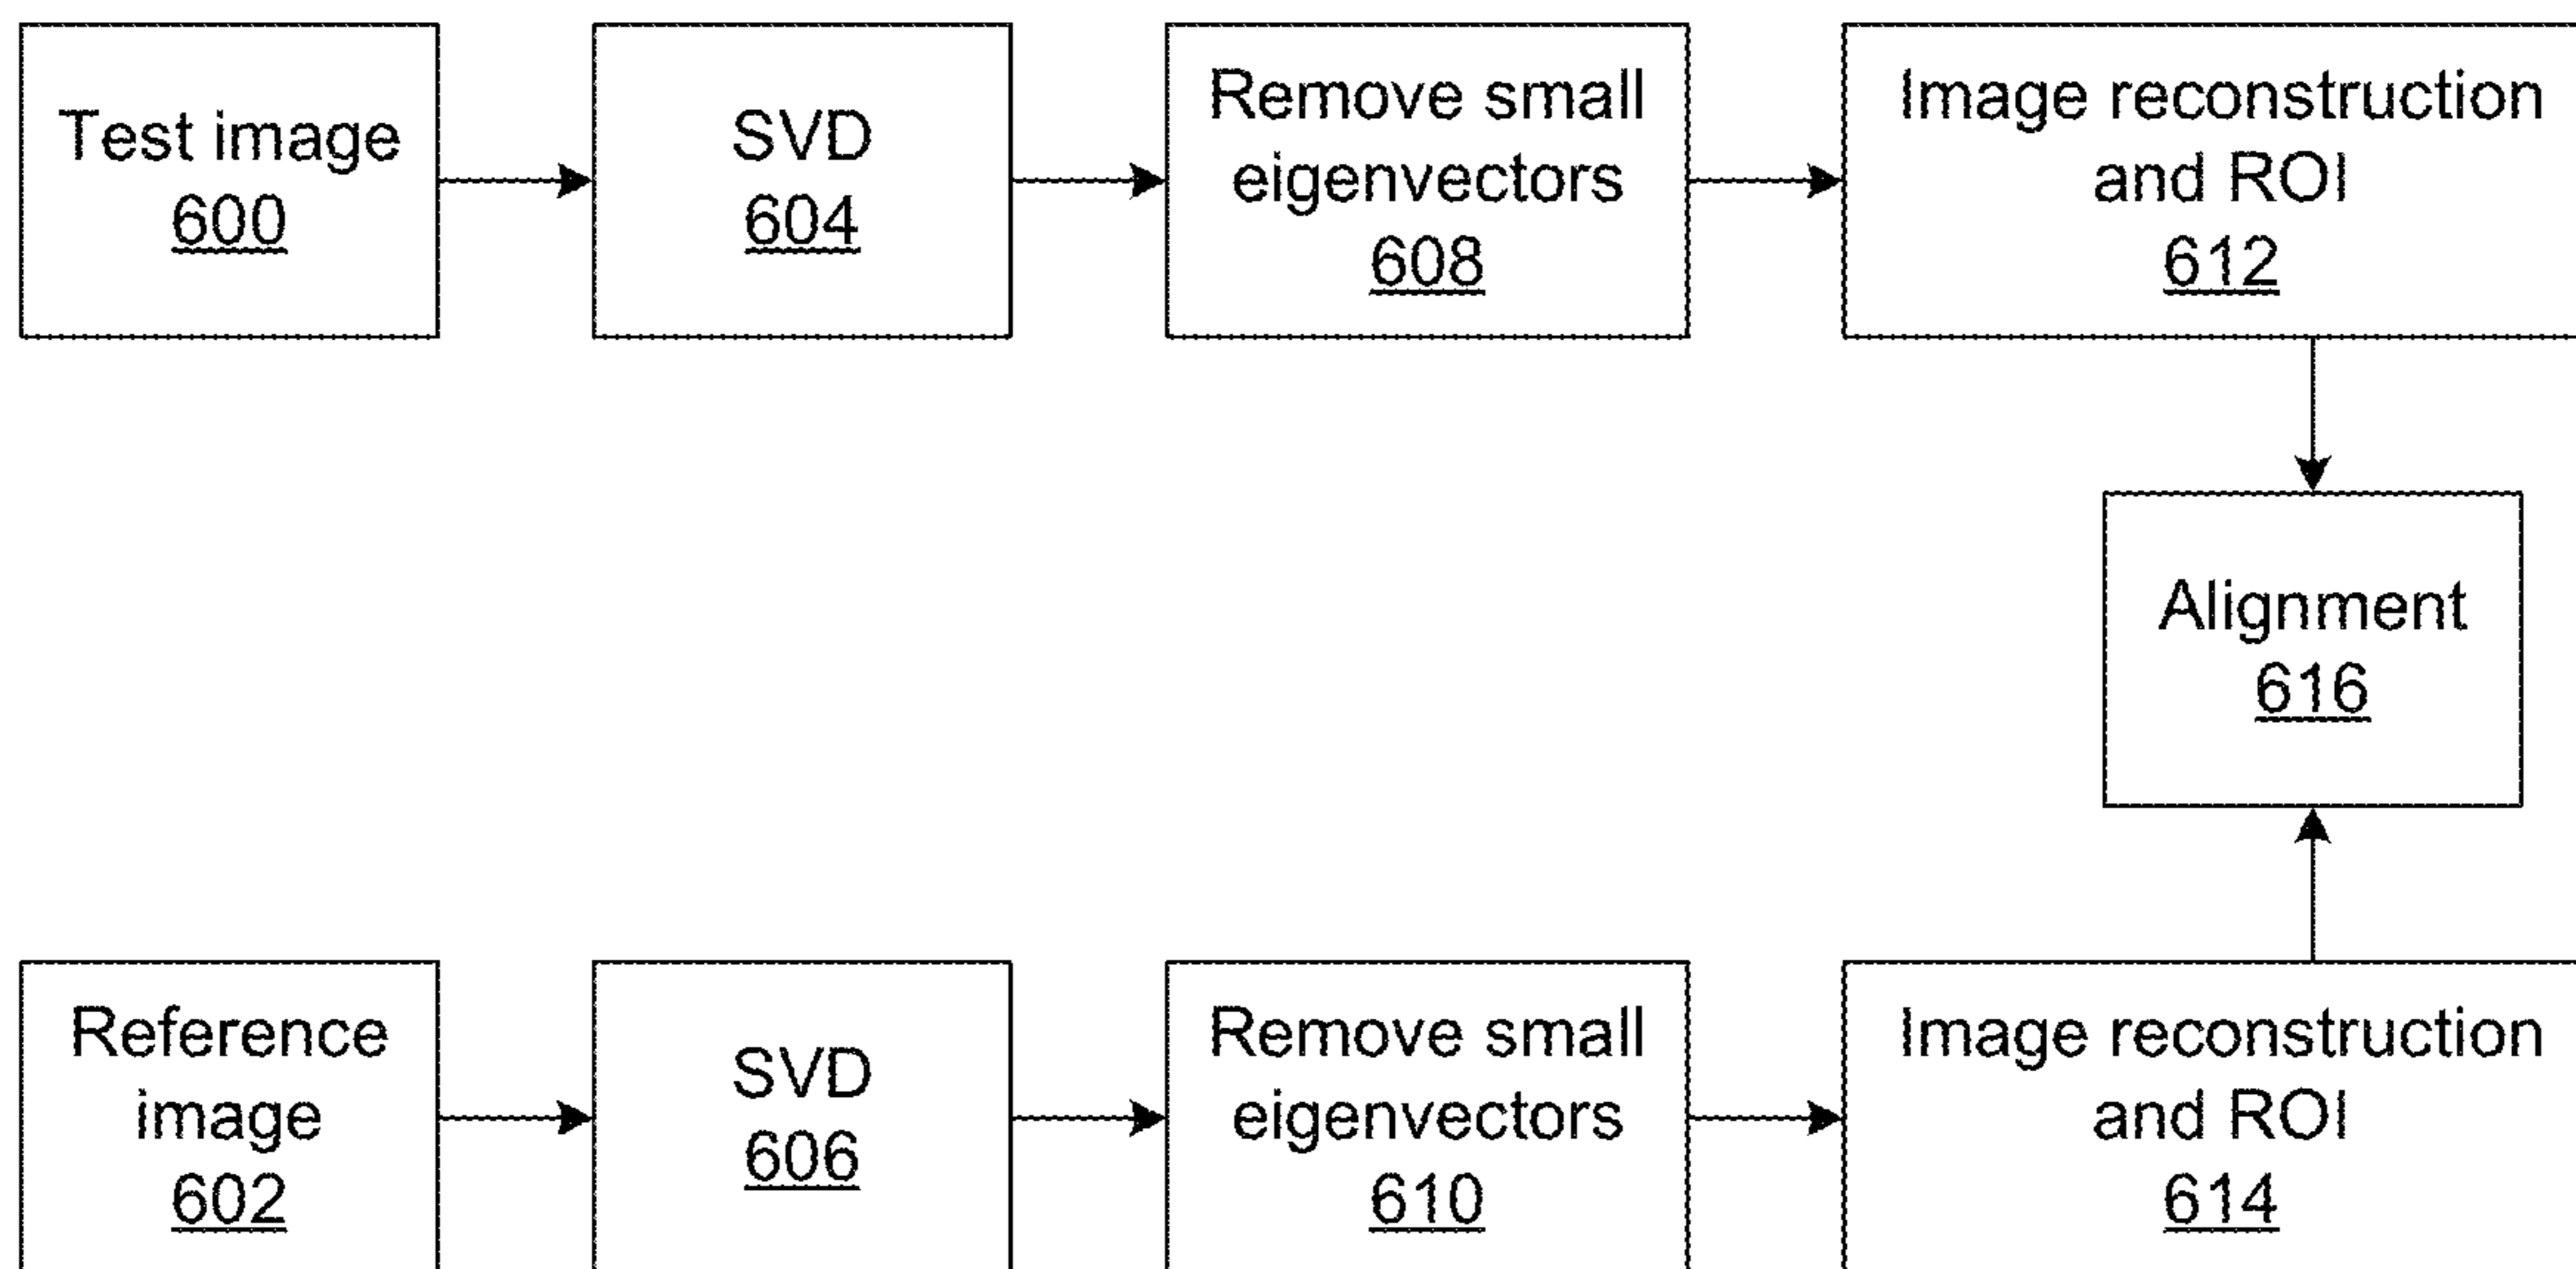 Test image
600
SVD
604
Remove small
eigenvectors
608
Image reconstruction
and ROI
612
Alignment
616
Reference
image
602
SVD
606
Remove small
eigenvectors
610
Image reconstruction
and ROI
614